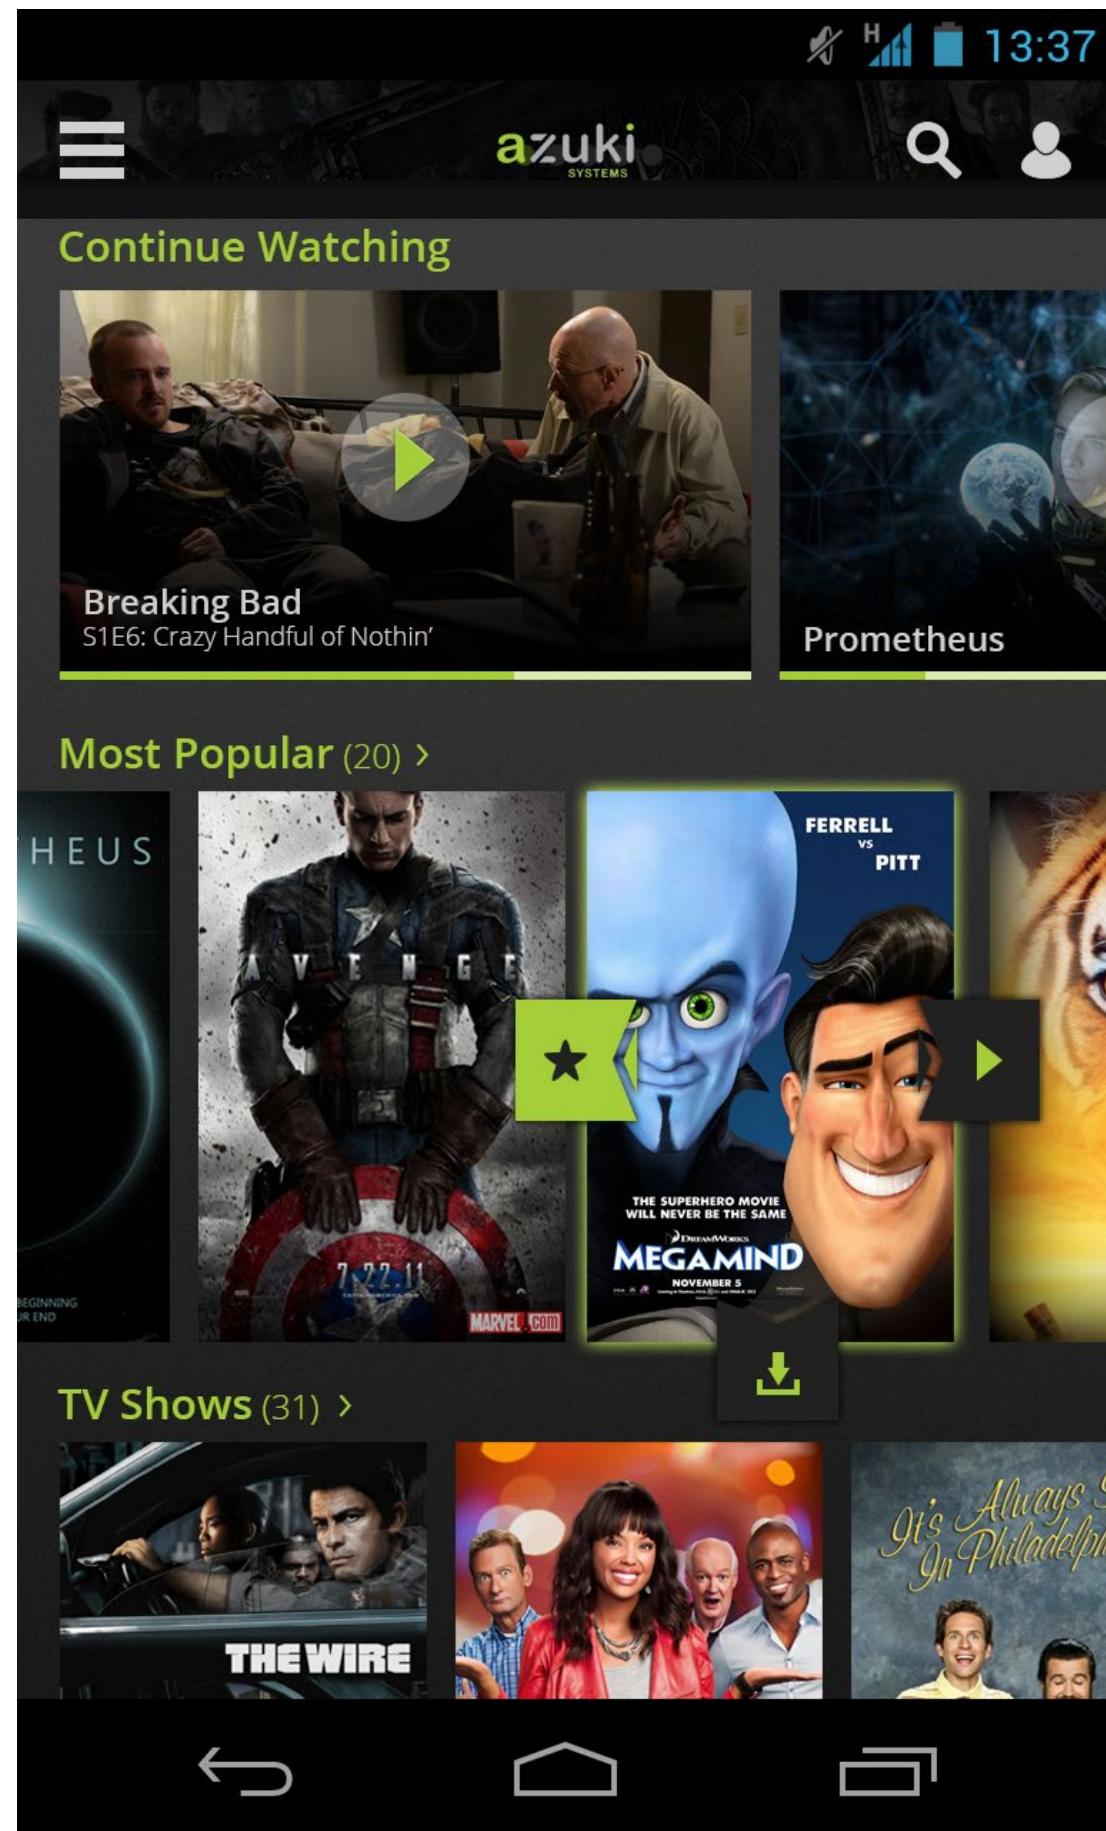 H 13:37
azuki
SYSTEMS
Continue Watching
Breaking Bad
S1E6: Crazy Handful of Nothin'
Prometheus
Most Popular (20) >
HEUS
BEGINNING
UR END
AVENGE
7.22.11
MARVEL.COM
FERRELL
VS
PITT
THE SUPERHERO MOVIE
WILL NEVER BE THE SAME
DREAMWORKS
MEGAMIND
NOVEMBER 5
TV Shows (31) >
THE WIRE
It's Always S
In Philadelph